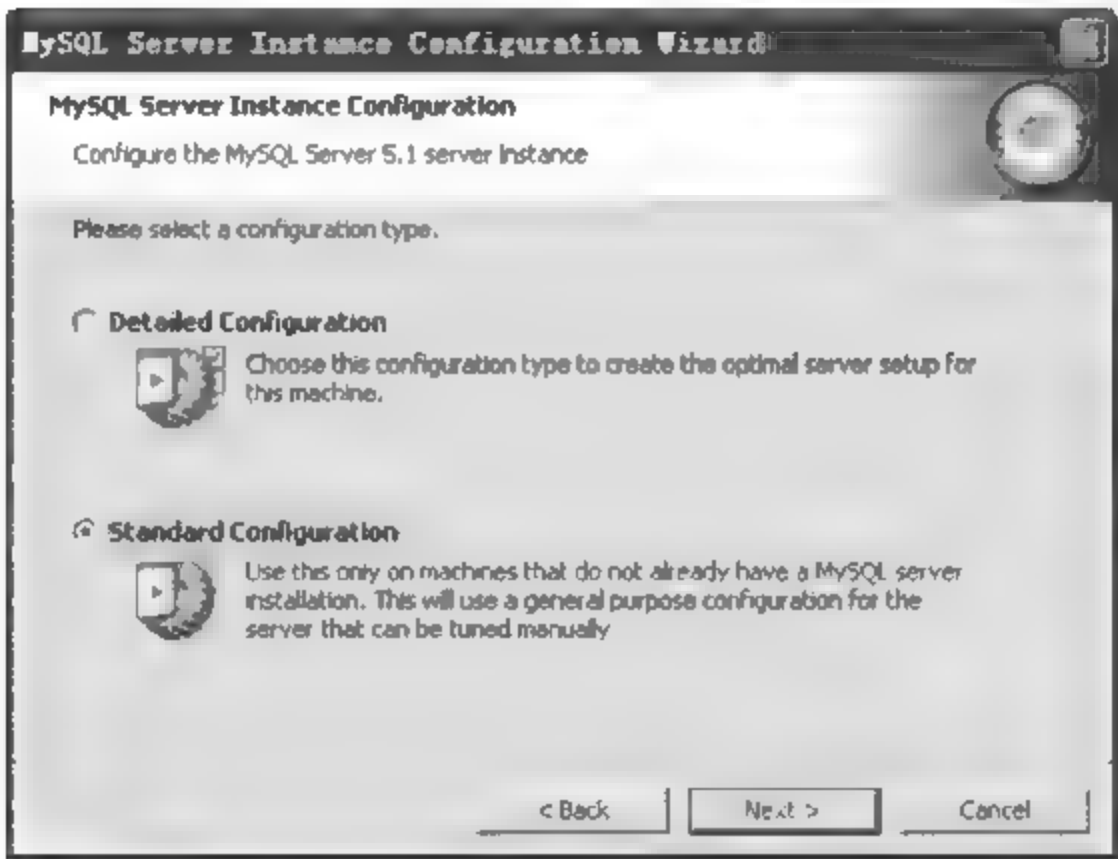 MySQL Server Instance Configuration Wizard
MySQL Server Instance Configuration
Configure the MySQL Server 5.1 server instance
Please select a configuration type.
Detailed Configuration
Choose this configuration type to create the optimal server setup for
this machine.
Standard Configuration
Use this only on machines that do not already have a MySQL server
installation. This will use a general purpose configuration for the
server that can be tuned manually
< Back
Next >
Cancel